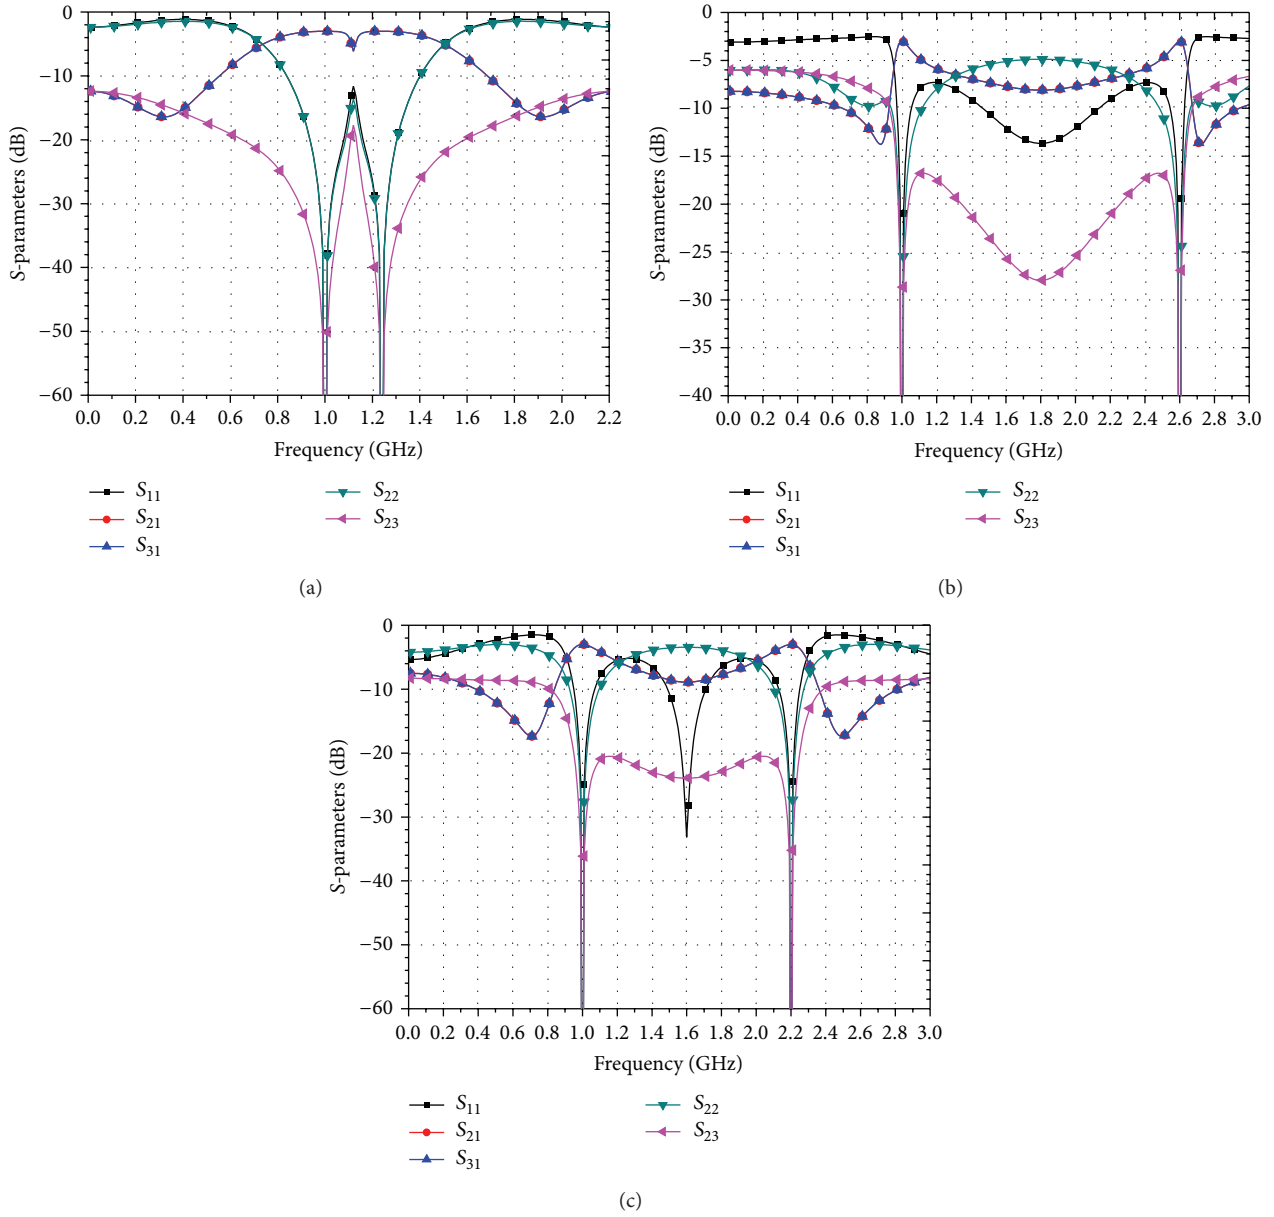 0
−10
−20
−30
−40
−50
−60
S-parameters (dB)
0.0 0.2 0.4 0.6 0.8 1.0 1.2 1.4 1.6 1.8 2.0 2.2
Frequency (GHz)
S11
S21
S31
S22
S23
(a)
0
−5
−10
−15
−20
−25
−30
−35
−40
S-parameters (dB)
0.0 0.2 0.4 0.6 0.8 1.0 1.2 1.4 1.6 1.8 2.0 2.2 2.4 2.6 2.8 3.0
Frequency (GHz)
S11
S21
S31
S22
S23
(b)
0
−10
−20
−30
−40
−50
−60
S-parameters (dB)
0.0 0.2 0.4 0.6 0.8 1.0 1.2 1.4 1.6 1.8 2.0 2.2 2.4 2.6 2.8 3.0
Frequency (GHz)
S11
S21
S31
S22
S23
(c)